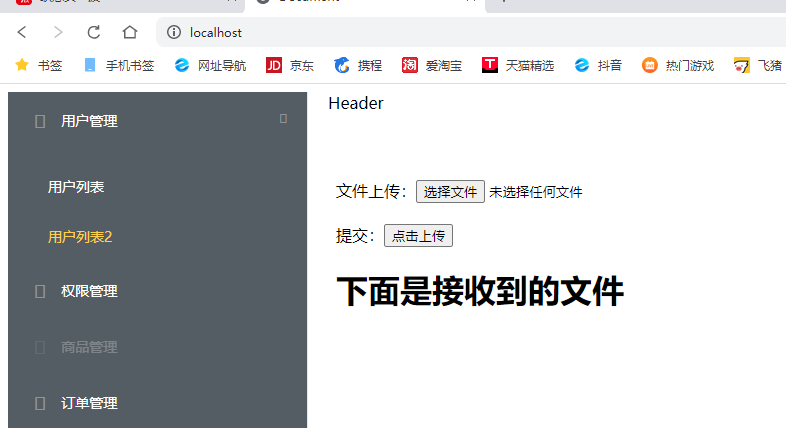 Document
localhost
书签 手机书签 网址导航 JD 京东 携程 淘 爱淘宝 T 天猫精选 抖音 热门游戏 飞猪
Header
用户管理
用户列表
文件上传：选择文件 未选择任何文件
用户列表2
提交：点击上传
权限管理
下面是接收到的文件
商品管理
订单管理